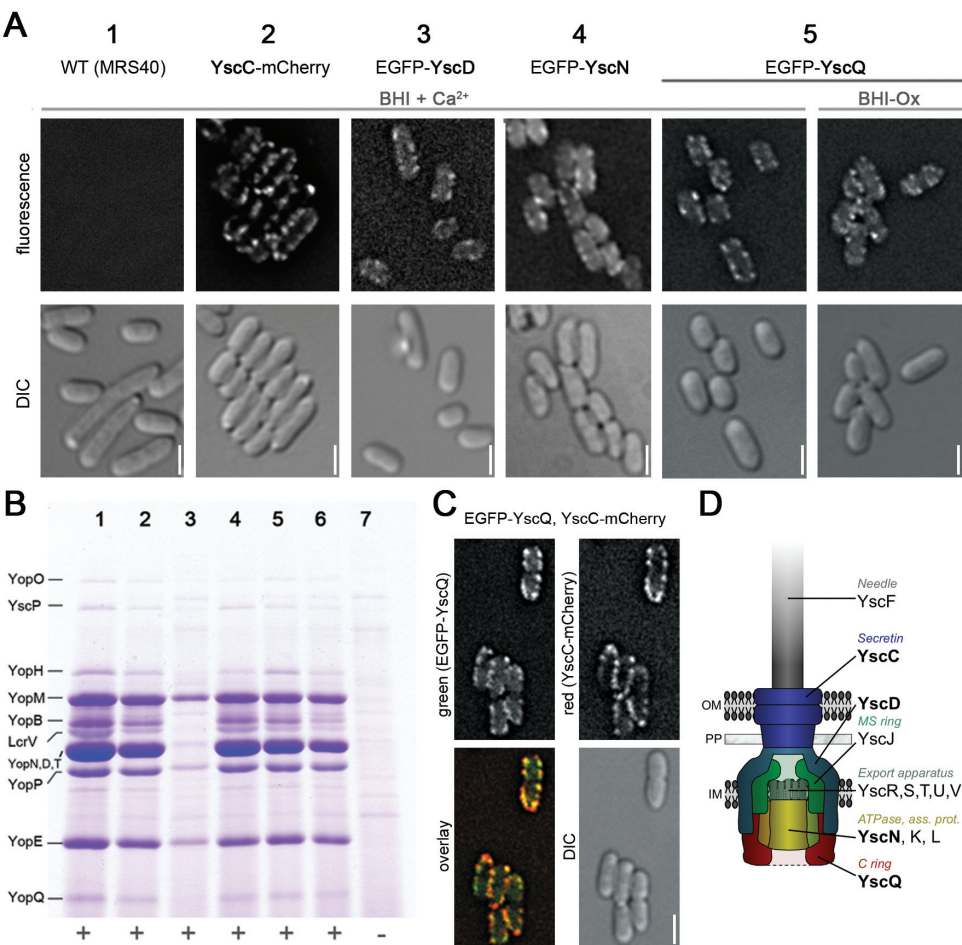 A
1
2
3
4
5
WT (MRS40)
YscC-mCherry
EGFP-YscD
EGFP-YscN
EGFP-YscQ
BHI + Ca²⁺
BHI-Ox
fluorescence
DIC
B
1 2 3 4 5 6 7
YopO
YscP
YopH
YopM
YopB
LcrV
YopN,D,T
YopP
YopE
YopQ
+ + + + + + -
C
EGFP-YscQ, YscC-mCherry
green (EGFP-YscQ)
red (YscC-mCherry)
overlay
DIC
D
Needle
YscF
Secretin
YscC
OM
YscD
MS ring
PP
YscJ
Export apparatus
IM
YscR,S,T,U,V
ATPase, ass. prot.
YscN, K, L
C ring
YscQ